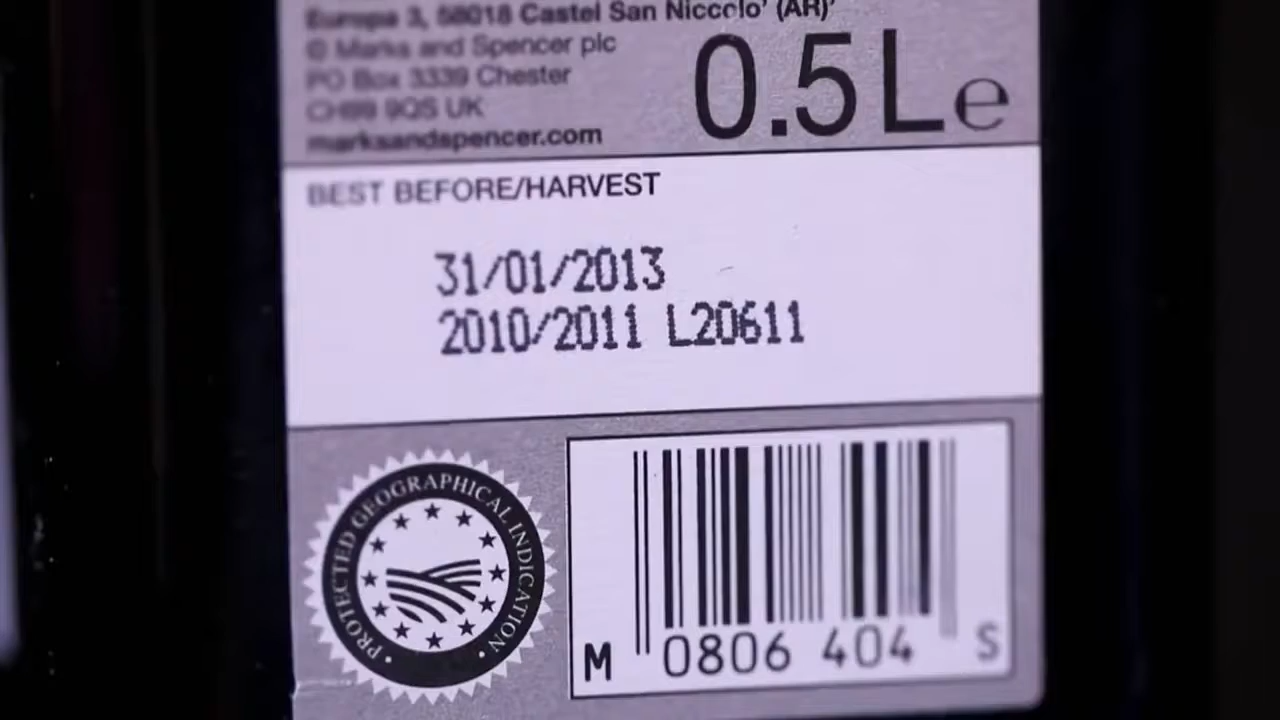 Europa 3, 58018 Castel San Niccolo' (AR)'
© Marks and Spencer plc
PO Box 3339 Chester
CH99 9QS UK
marksandspencer.com
0.5 L e
BEST BEFORE/HARVEST
31/01/2013
2010/2011 L20611
• PROTECTED GEOGRAPHICAL INDICATION •
M 0806 404 S